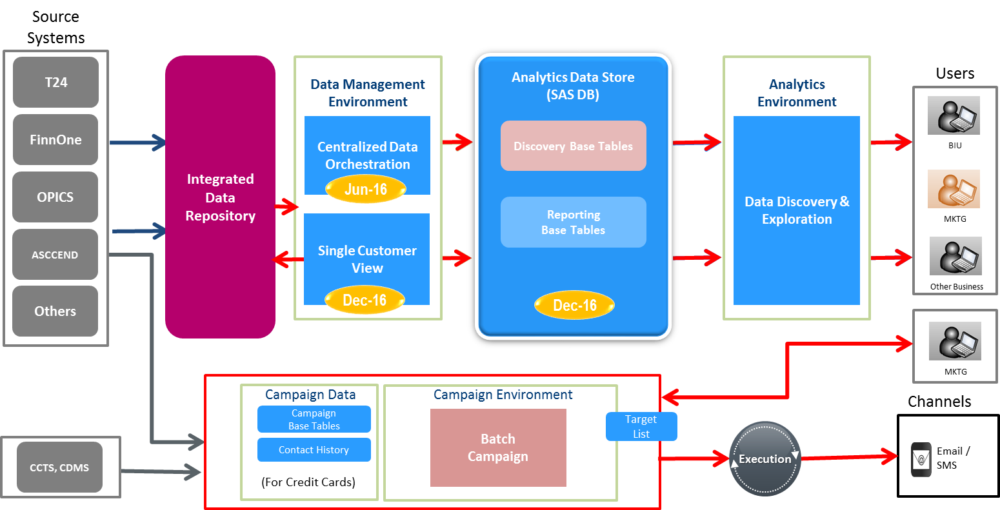 Source
Systems
T24
FinnOne
OPICS
ASCCEND
Others
CCTS, CDMS
Integrated
Data
Repository
Data Management
Environment
Centralized Data
Orchestration
Jun-16
Single Customer
View
Dec-16
Analytics Data Store
(SAS DB)
Discovery Base Tables
Reporting
Base Tables
Dec-16
Analytics
Environment
Data Discovery &
Exploration
Users
BIU
MKTG
Other Business
MKTG
Campaign Data
Campaign
Base Tables
Contact History
(For Credit Cards)
Campaign Environment
Batch
Campaign
Target
List
Execution
Channels
@
Email /
SMS